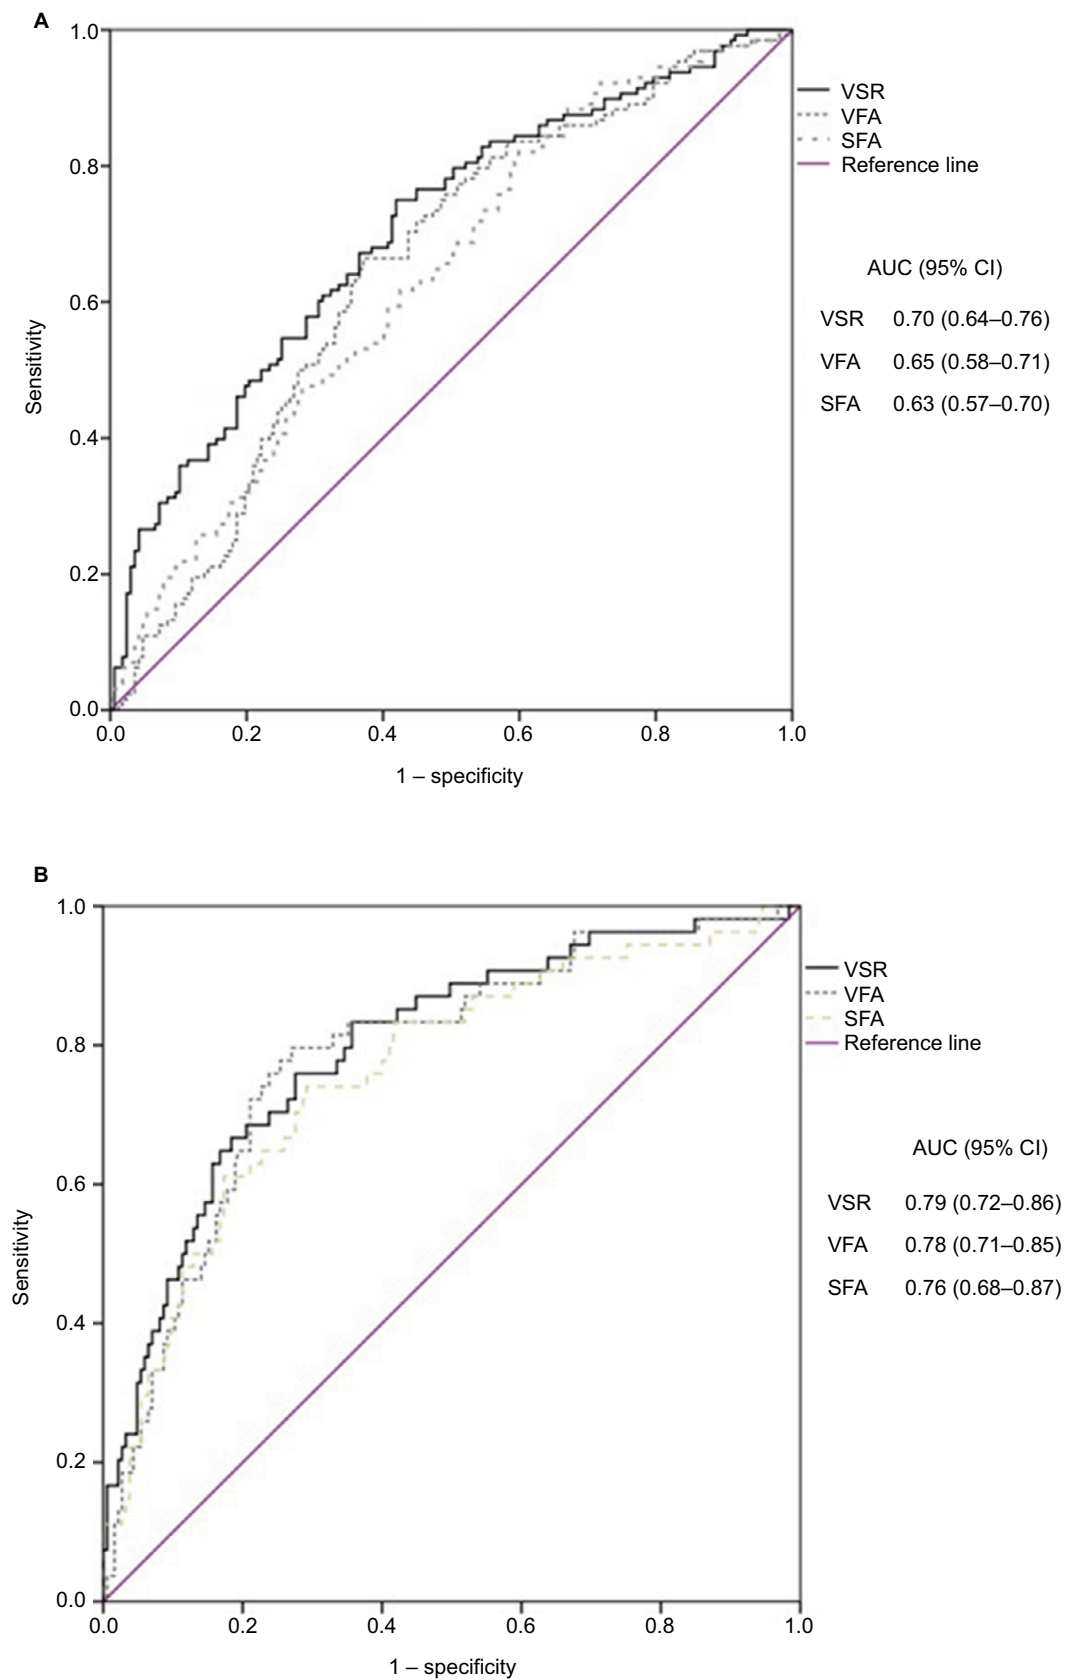 A
1.0
0.8
0.6
0.4
0.2
0.0
Sensitivity
0.0 0.2 0.4 0.6 0.8 1.0
1 – specificity
VSR
VFA
SFA
Reference line
AUC (95% CI)
VSR 0.70 (0.64–0.76)
VFA 0.65 (0.58–0.71)
SFA 0.63 (0.57–0.70)
B
1.0
0.8
0.6
0.4
0.2
0.0
Sensitivity
0.0 0.2 0.4 0.6 0.8 1.0
1 – specificity
VSR
VFA
SFA
Reference line
AUC (95% CI)
VSR 0.79 (0.72–0.86)
VFA 0.78 (0.71–0.85)
SFA 0.76 (0.68–0.87)